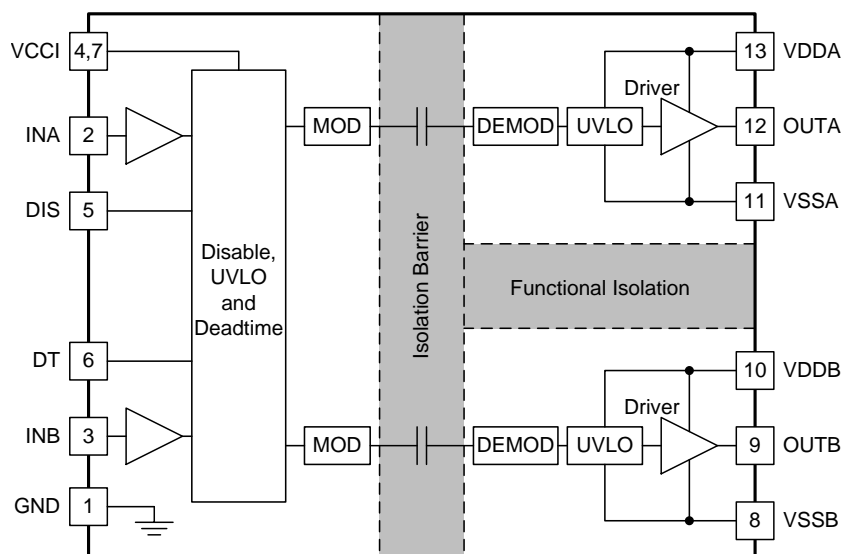 VCCI 4,7
13 VDDA
Driver
INA 2
MOD
DEMOD
UVLO
12 OUTA
DIS 5
11 VSSA
Disable,
UVLO
and
Deadtime
Isolation Barrier
Functional Isolation
DT 6
10 VDDB
Driver
INB 3
MOD
DEMOD
UVLO
9 OUTB
GND 1
8 VSSB